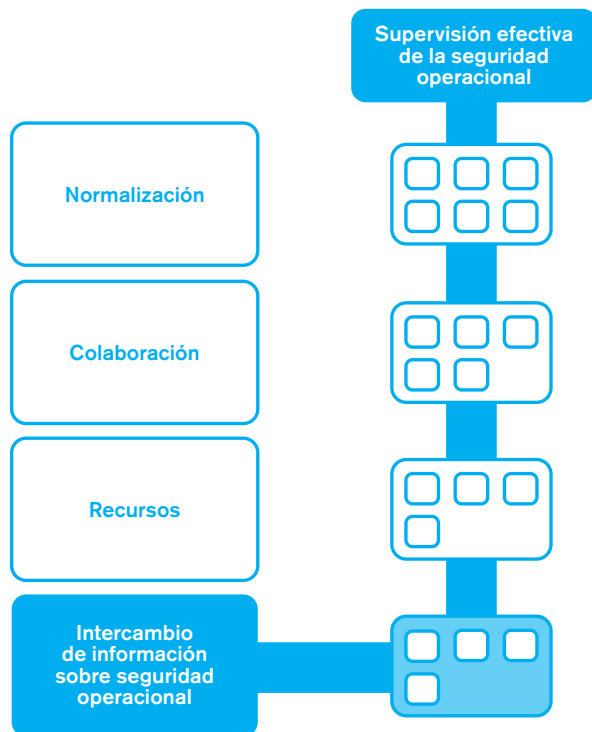 Supervisión efectiva
de la seguridad
operacional
Normalización
Colaboración
Recursos
Intercambio
de información
sobre seguridad
operacional